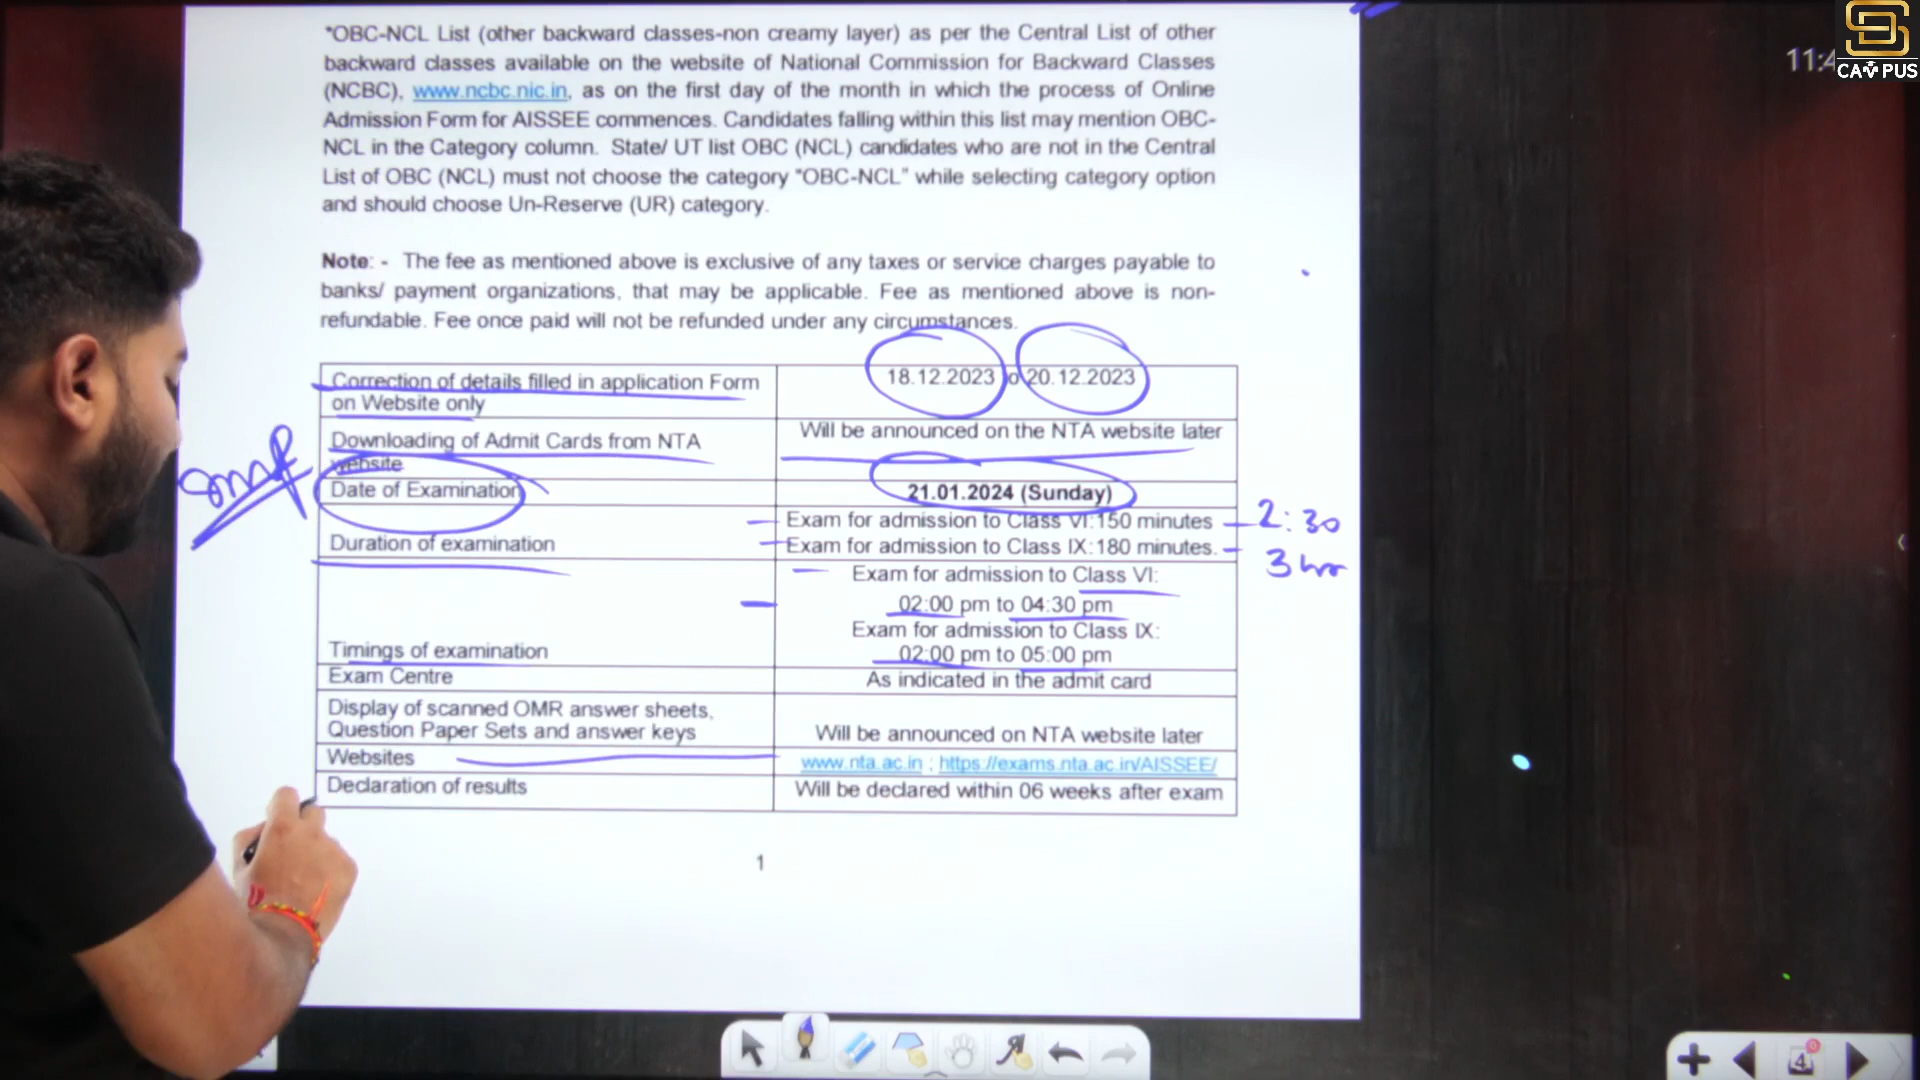 *OBC-NCL List (other backward classes-non creamy layer) as per the Central List of other
backward classes available on the website of National Commission for Backward Classes
(NCBC), www.ncbc.nic.in, as on the first day of the month in which the process of Online
Admission Form for AISSEE commences. Candidates falling within this list may mention OBC-
NCL in the Category column. State/ UT list OBC (NCL) candidates who are not in the Central
List of OBC (NCL) must not choose the category "OBC-NCL" while selecting category option
and should choose Un-Reserve (UR) category.
Note: - The fee as mentioned above is exclusive of any taxes or service charges payable to
banks/ payment organizations, that may be applicable. Fee as mentioned above is non-
refundable. Fee once paid will not be refunded under any circumstances.
Correction of details filled in application Form
on Website only
18.12.2023 to 20.12.2023
Downloading of Admit Cards from NTA
website
Will be announced on the NTA website later
Date of Examination
21.01.2024 (Sunday)
Duration of examination
Exam for admission to Class VI:150 minutes
2:30
Exam for admission to Class IX:180 minutes.
3 hr
Timings of examination
Exam for admission to Class VI:
02:00 pm to 04:30 pm
Exam for admission to Class IX:
02:00 pm to 05:00 pm
Exam Centre
As indicated in the admit card
Display of scanned OMR answer sheets,
Question Paper Sets and answer keys
Will be announced on NTA website later
Websites
www.nta.ac.in ; https://exams.nta.ac.in/AISSEE/
Declaration of results
Will be declared within 06 weeks after exam
1
11:4
CAMPUS
4
0